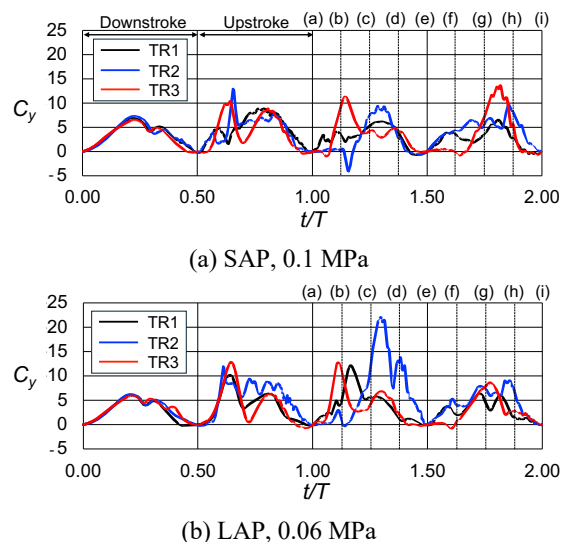 Downstroke Upstroke (a) (b) (c) (d) (e) (f) (g) (h) (i)
25
20
15
10
5
0
-5
Cy
TR1
TR2
TR3
0.00 0.50 1.00 1.50 2.00
t/T
(a) SAP, 0.1 MPa
(a) (b) (c) (d) (e) (f) (g) (h) (i)
25
20
15
10
5
0
-5
Cy
TR1
TR2
TR3
0.00 0.50 1.00 1.50 2.00
t/T
(b) LAP, 0.06 MPa